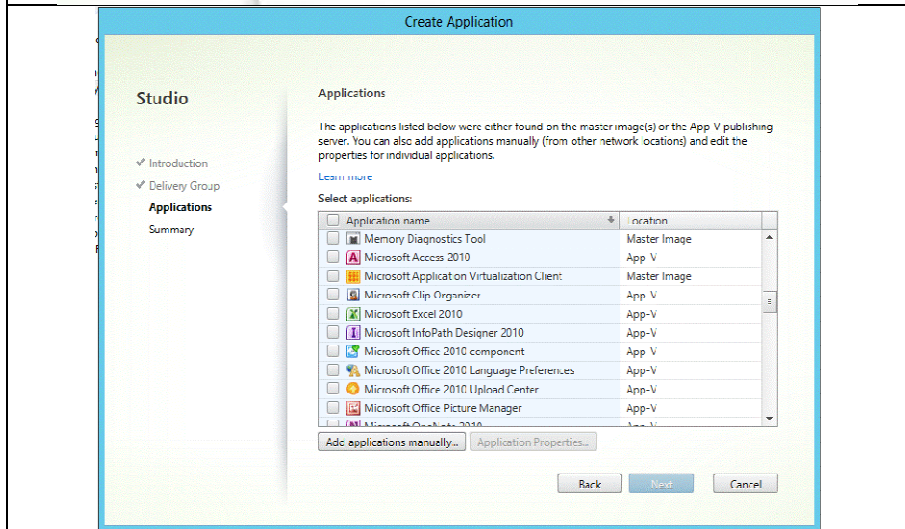 Create Application
Studio
Introduction
Delivery Group
Applications
Summary
Applications
The applications listed below were either found on the master image(s) or the App-V publishing
server. You can also add applications manually (from other network locations) and edit the
properties for individual applications.
Learn more
Select applications:
Application name Location
Memory Diagnostics Tool Master Image
Microsoft Access 2010 App-V
Microsoft Application Virtualization Client Master Image
Microsoft Clip Organizer App-V
Microsoft Excel 2010 App-V
Microsoft InfoPath Designer 2010 App-V
Microsoft Office 2010 component App-V
Microsoft Office 2010 Language Preferences App-V
Microsoft Office 2010 Upload Center App-V
Microsoft Office Picture Manager App-V
Microsoft OneNote 2010 App-V
Add applications manually... Application Properties...
Back Next Cancel